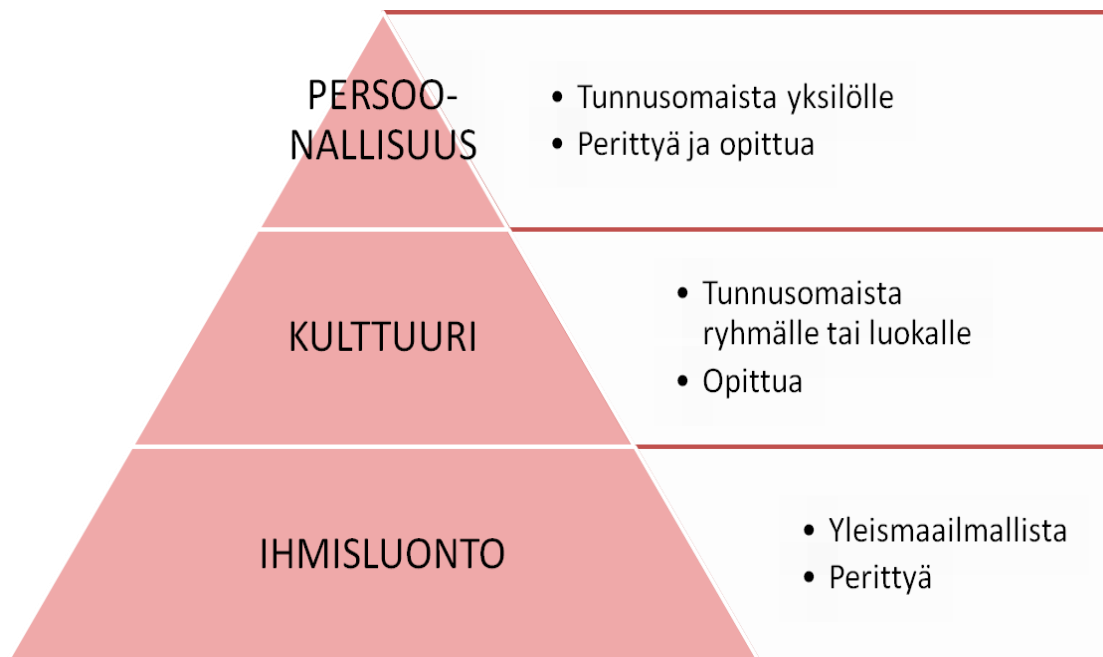 PERSOO-
NALLISUUS
• Tunnusomaista yksilölle
• Perittyä ja opittua
KULTTUURI
• Tunnusomaista
ryhmälle tai luokalle
• Opittua
IHMISLUONTO
• Yleismaailmallista
• Perittyä